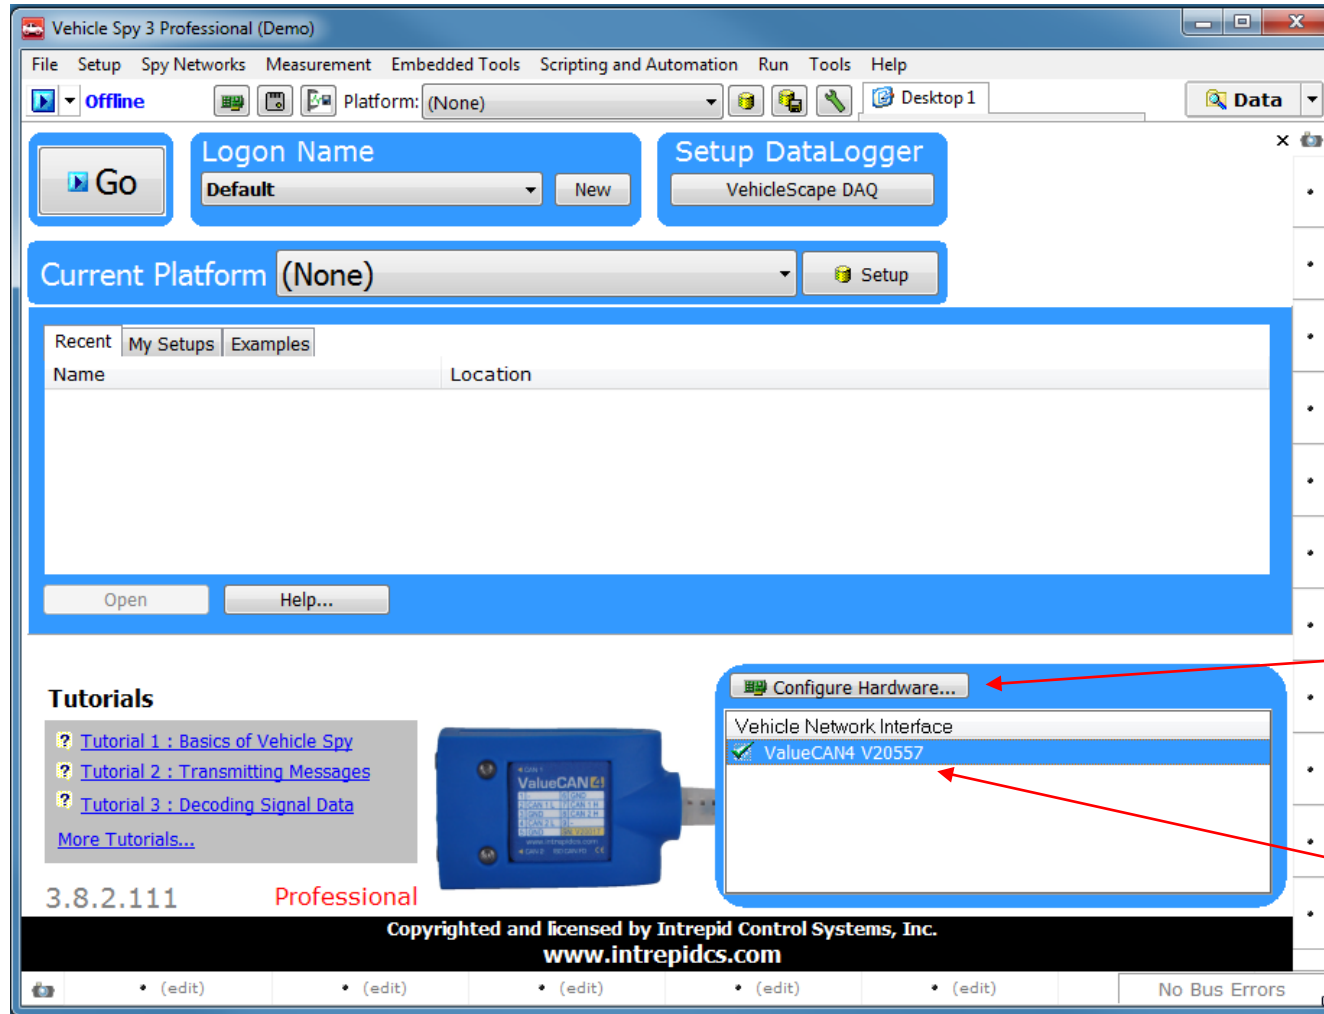 Vehicle Spy 3 Professional (Demo)
File Setup Spy Networks Measurement Embedded Tools Scripting and Automation Run Tools Help
Offline Platform: (None) Desktop 1 Data
Go
Logon Name
Default New
Setup DataLogger
VehicleScape DAQ
Current Platform (None) Setup
Recent My Setups Examples
Name Location
Open Help...
Tutorials
Tutorial 1 : Basics of Vehicle Spy
Tutorial 2 : Transmitting Messages
Tutorial 3 : Decoding Signal Data
More Tutorials...
3.8.2.111 Professional
ValueCAN 4
Configure Hardware...
Vehicle Network Interface
ValueCAN4 V20557
Copyrighted and licensed by Intrepid Control Systems, Inc.
www.intrepidcs.com
(edit) (edit) (edit) (edit) (edit) No Bus Errors